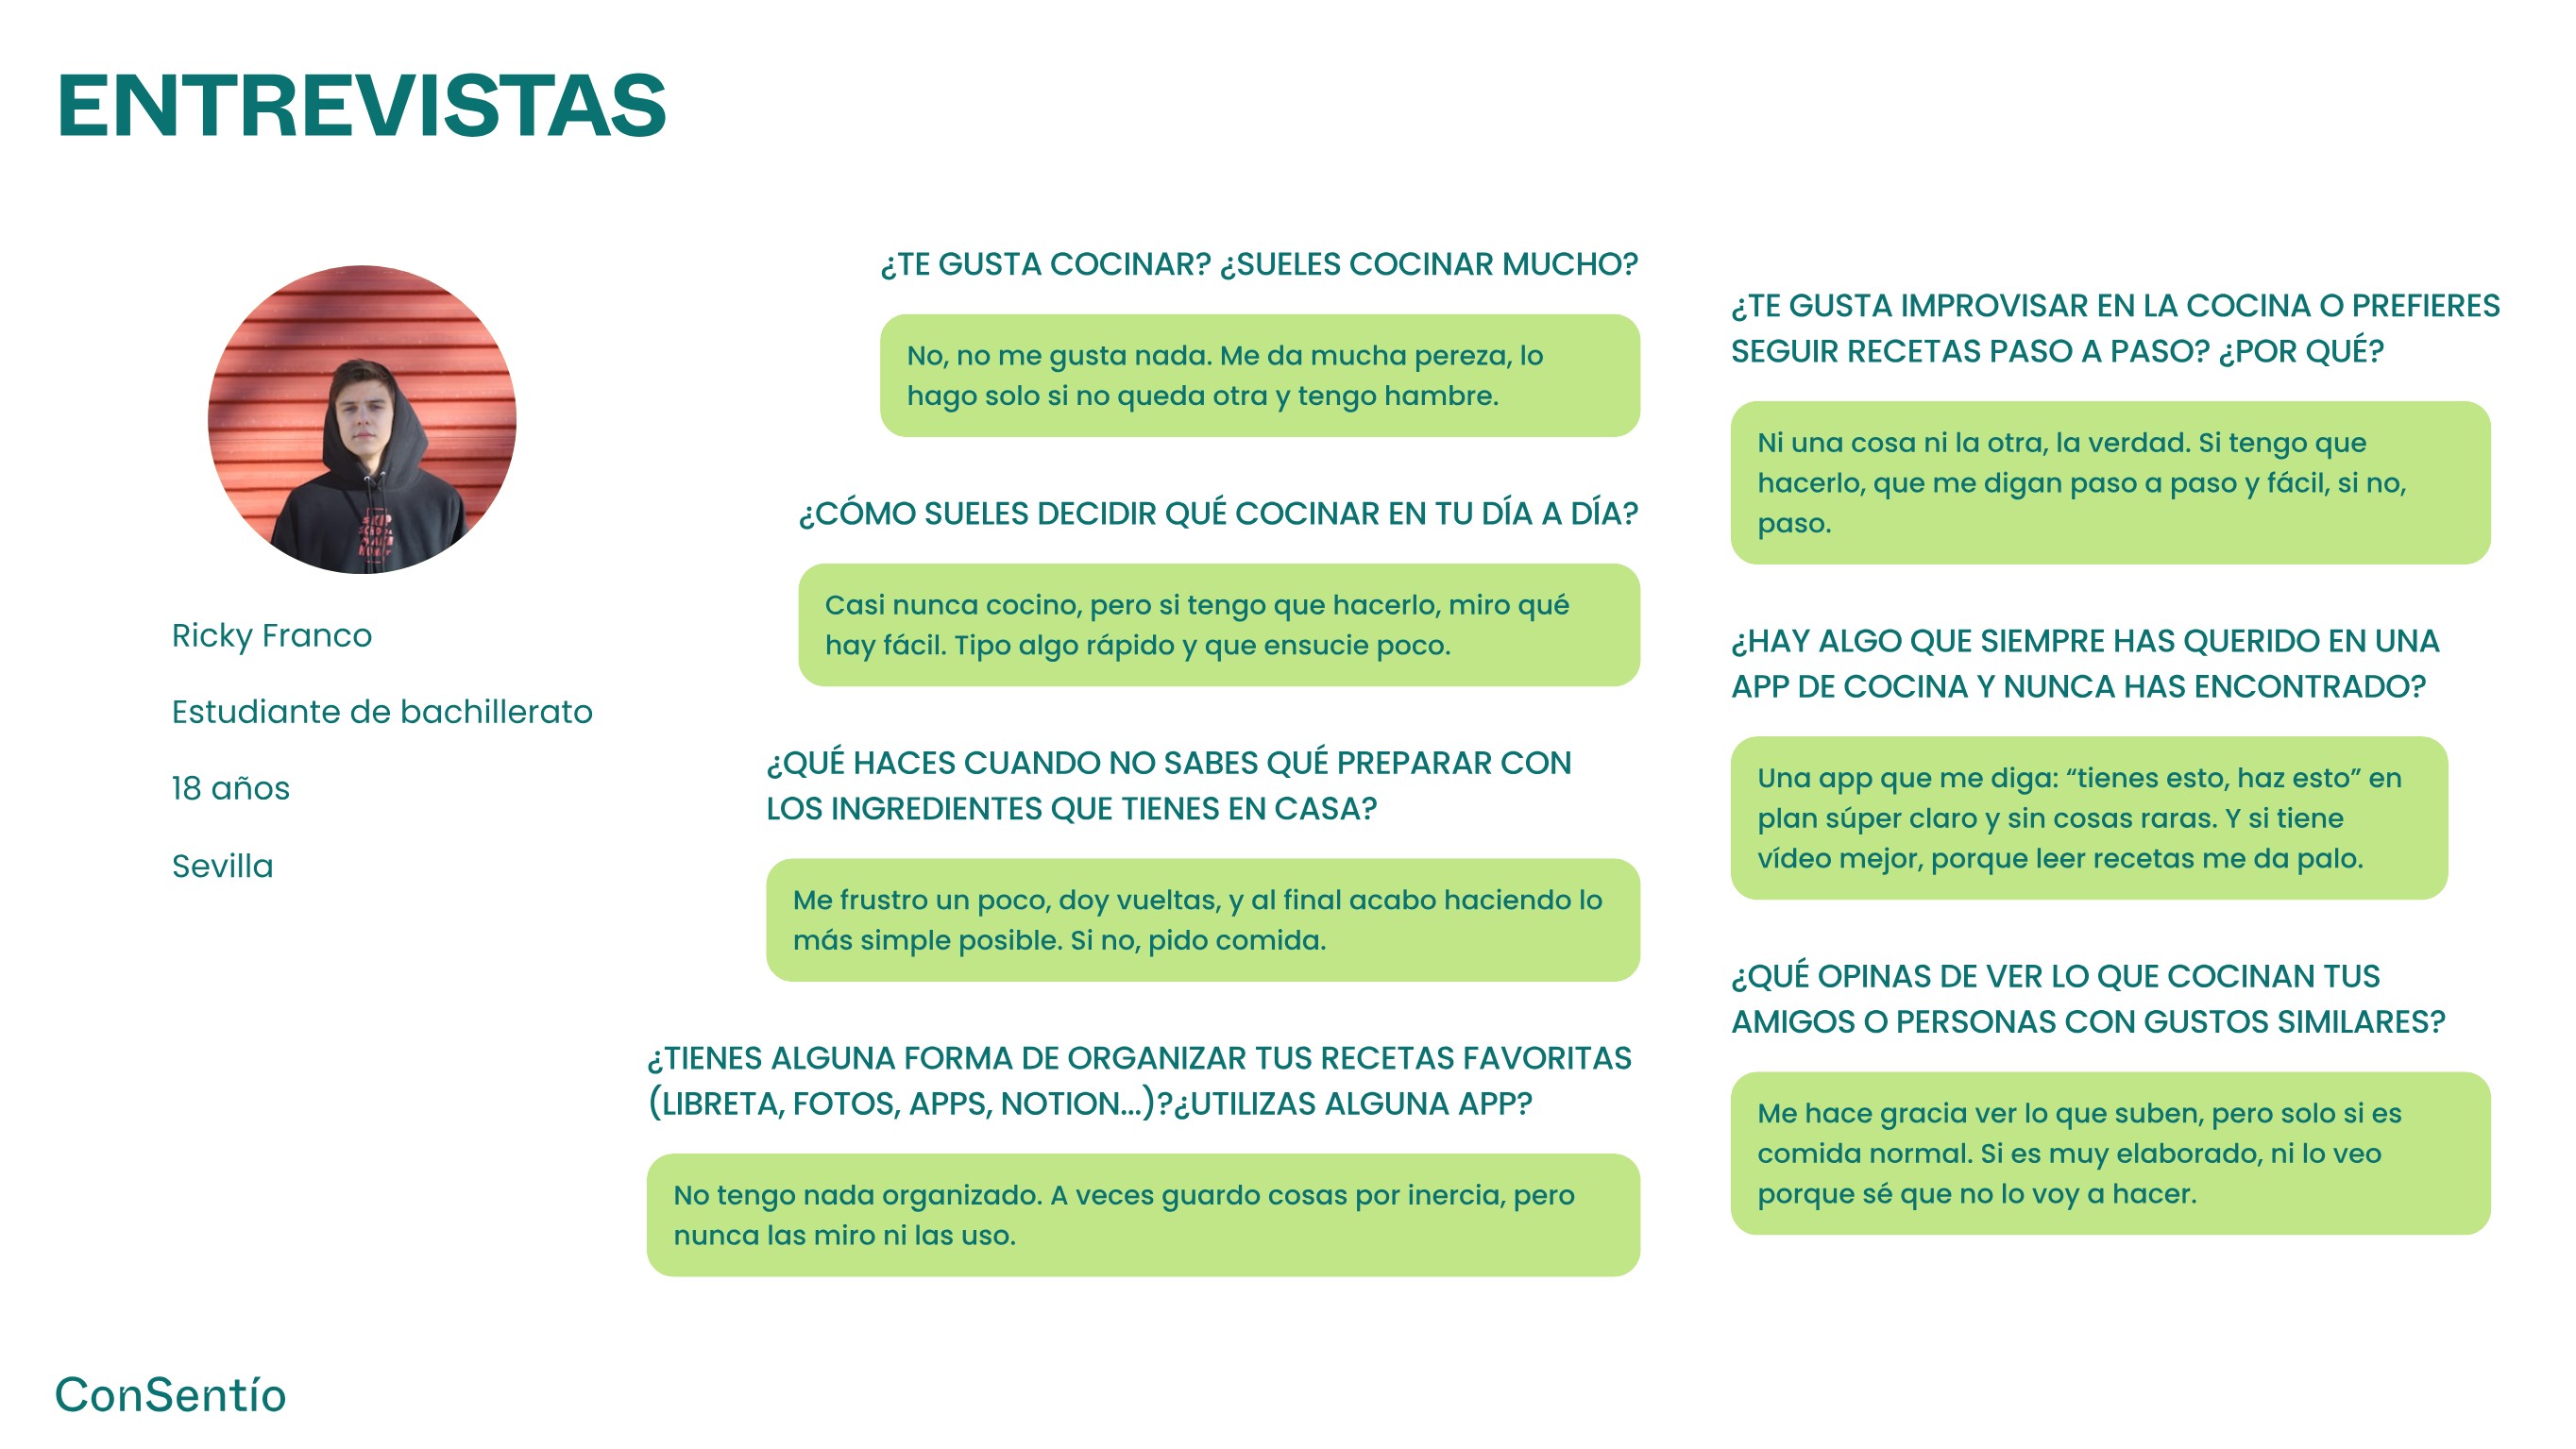 ENTREVISTAS
Ricky Franco
Estudiante de bachillerato
18 años
Sevilla
¿TE GUSTA COCINAR? ¿SUELES COCINAR MUCHO?
No, no me gusta nada. Me da mucha pereza, lo
hago solo si no queda otra y tengo hambre.
¿CÓMO SUELES DECIDIR QUÉ COCINAR EN TU DÍA A DÍA?
Casi nunca cocino, pero si tengo que hacerlo, miro qué
hay fácil. Tipo algo rápido y que ensucie poco.
¿QUÉ HACES CUANDO NO SABES QUÉ PREPARAR CON
LOS INGREDIENTES QUE TIENES EN CASA?
Me frustro un poco, doy vueltas, y al final acabo haciendo lo
más simple posible. Si no, pido comida.
¿TIENES ALGUNA FORMA DE ORGANIZAR TUS RECETAS FAVORITAS
(LIBRETA, FOTOS, APPS, NOTION...)?¿UTILIZAS ALGUNA APP?
No tengo nada organizado. A veces guardo cosas por inercia, pero
nunca las miro ni las uso.
¿TE GUSTA IMPROVISAR EN LA COCINA O PREFIERES
SEGUIR RECETAS PASO A PASO? ¿POR QUÉ?
Ni una cosa ni la otra, la verdad. Si tengo que
hacerlo, que me digan paso a paso y fácil, si no,
paso.
¿HAY ALGO QUE SIEMPRE HAS QUERIDO EN UNA
APP DE COCINA Y NUNCA HAS ENCONTRADO?
Una app que me diga: “tienes esto, haz esto” en
plan súper claro y sin cosas raras. Y si tiene
vídeo mejor, porque leer recetas me da palo.
¿QUÉ OPINAS DE VER LO QUE COCINAN TUS
AMIGOS O PERSONAS CON GUSTOS SIMILARES?
Me hace gracia ver lo que suben, pero solo si es
comida normal. Si es muy elaborado, ni lo veo
porque sé que no lo voy a hacer.
ConSentío